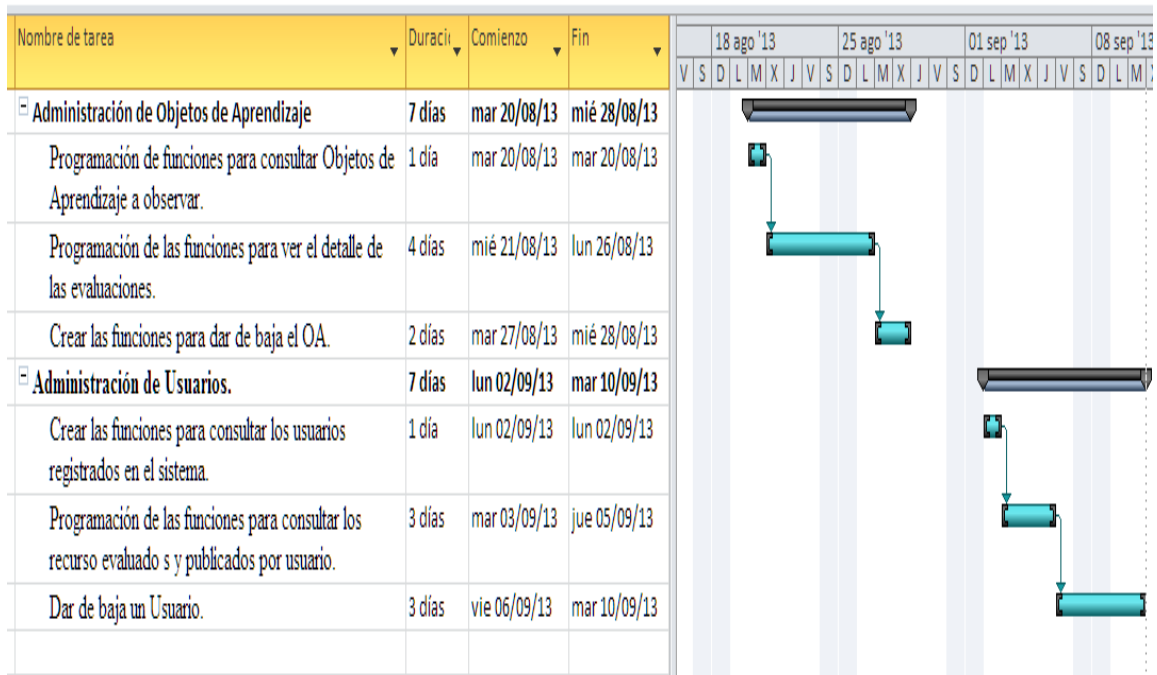 Nombre de tarea Duració Comienzo Fin
18 ago '13 25 ago '13 01 sep '13 08 sep '13
V S D L M X J V S D L M X J V S D L M X J V S D L M X
Administración de Objetos de Aprendizaje 7 días mar 20/08/13 mié 28/08/13
Programación de funciones para consultar Objetos de 1 día mar 20/08/13 mar 20/08/13
Aprendizaje a observar.
Programación de las funciones para ver el detalle de 4 días mié 21/08/13 lun 26/08/13
las evaluaciones.
Crear las funciones para dar de baja el OA. 2 días mar 27/08/13 mié 28/08/13
Administración de Usuarios. 7 días lun 02/09/13 mar 10/09/13
Crear las funciones para consultar los usuarios 1 día lun 02/09/13 lun 02/09/13
registrados en el sistema.
Programación de las funciones para consultar los 3 días mar 03/09/13 jue 05/09/13
recurso evaluado s y publicados por usuario.
Dar de baja un Usuario. 3 días vie 06/09/13 mar 10/09/13